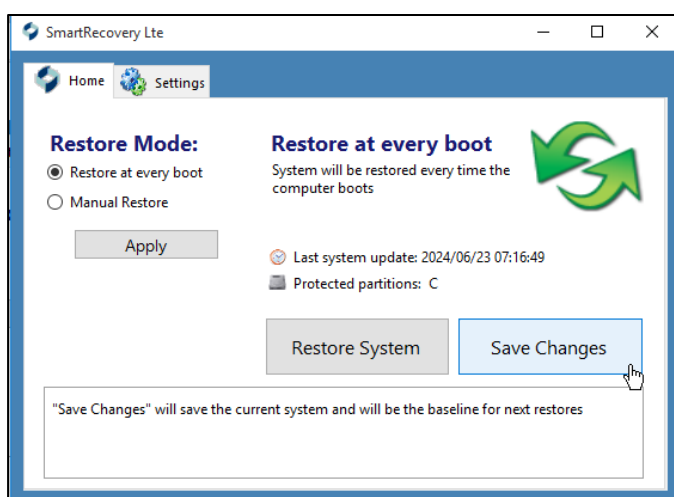 SmartRecovery Lte
Home
Settings
Restore Mode:
Restore at every boot
Manual Restore
Apply
Restore at every boot
System will be restored every time the
computer boots
Last system update: 2024/06/23 07:16:49
Protected partitions: C
Restore System
Save Changes
"Save Changes" will save the current system and will be the baseline for next restores